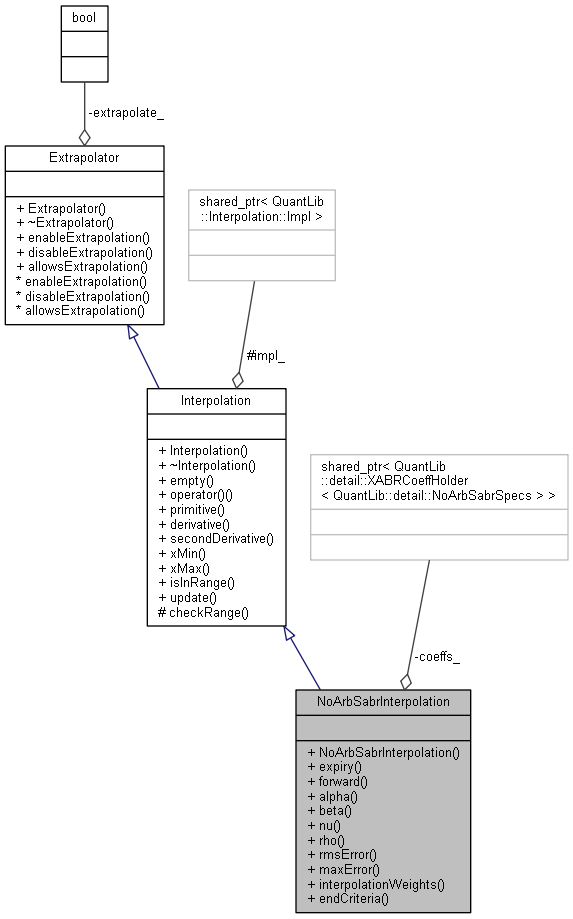 bool
-extrapolate_
Extrapolator
+ Extrapolator()
+ ~Extrapolator()
+ enableExtrapolation()
+ disableExtrapolation()
+ allowsExtrapolation()
* enableExtrapolation()
* disableExtrapolation()
* allowsExtrapolation()
shared_ptr< QuantLib
::Interpolation::Impl >
#impl_
Interpolation
+ Interpolation()
+ ~Interpolation()
+ empty()
+ operator()()
+ primitive()
+ derivative()
+ secondDerivative()
+ xMin()
+ xMax()
+ isInRange()
+ update()
# checkRange()
shared_ptr< QuantLib
::detail::XABRCoeffHolder
< QuantLib::detail::NoArbSabrSpecs > >
-coeffs_
NoArbSabrInterpolation
+ NoArbSabrInterpolation()
+ expiry()
+ forward()
+ alpha()
+ beta()
+ nu()
+ rho()
+ rmsError()
+ maxError()
+ interpolationWeights()
+ endCriteria()